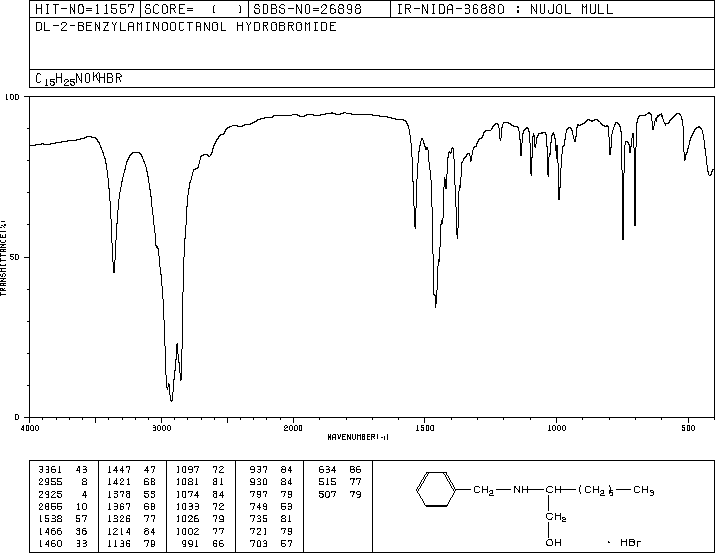 HIT-NO=11557 SCORE= ( ) SDBS-NO=26898 IR-NIDA-36880 : NUJOL MULL
DL-2-BENZYLAMINOOCTANOL HYDROBROMIDE
C15H25NO*HBR
100
50
0
TRANSMITTANCE(%)
4000 3000 2000 1500 1000 500
WAVENUMBER(-1)
3361 43 1447 47 1097 72 937 84 634 86
2955 8 1421 68 1081 81 930 84 515 77
2925 4 1378 55 1074 84 797 79 507 79
2855 10 1367 68 1033 72 749 53
1538 57 1326 77 1026 79 735 81
1466 36 1214 84 1002 77 721 79
1460 33 1136 79 991 66 703 57
CH2 NH CH (CH2)5 CH3
CH2
OH · HBr